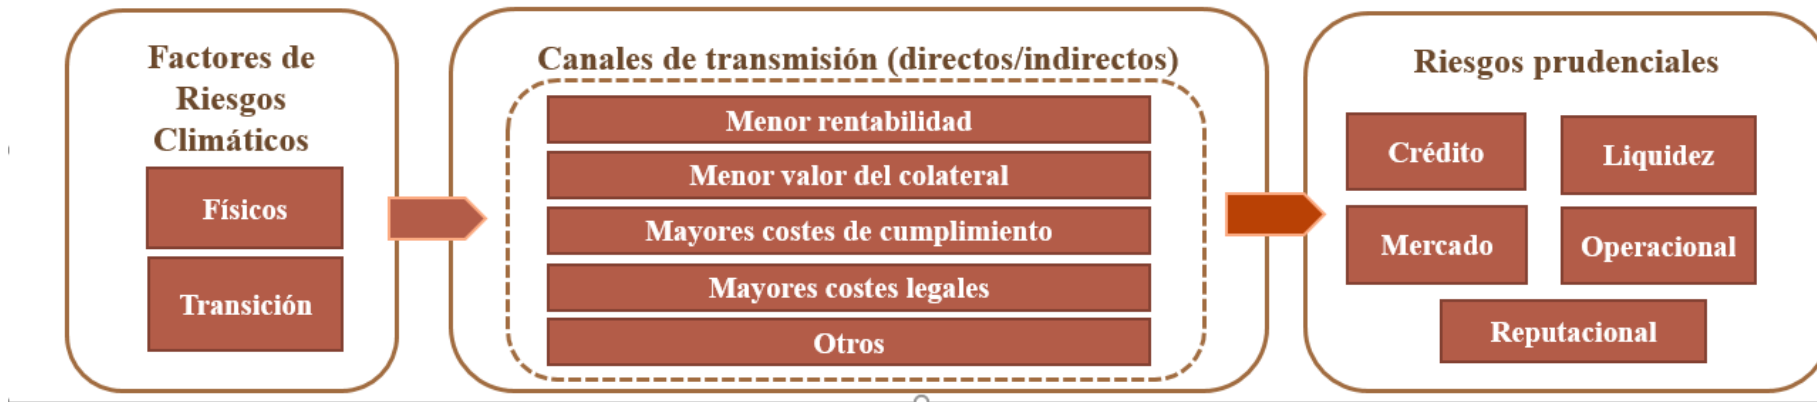 Factores de
Riesgos
Climáticos
Físicos
Transición
Canales de transmisión (directos/indirectos)
Menor rentabilidad
Menor valor del colateral
Mayores costes de cumplimiento
Mayores costes legales
Otros
Riesgos prudenciales
Crédito
Liquidez
Mercado
Operacional
Reputacional